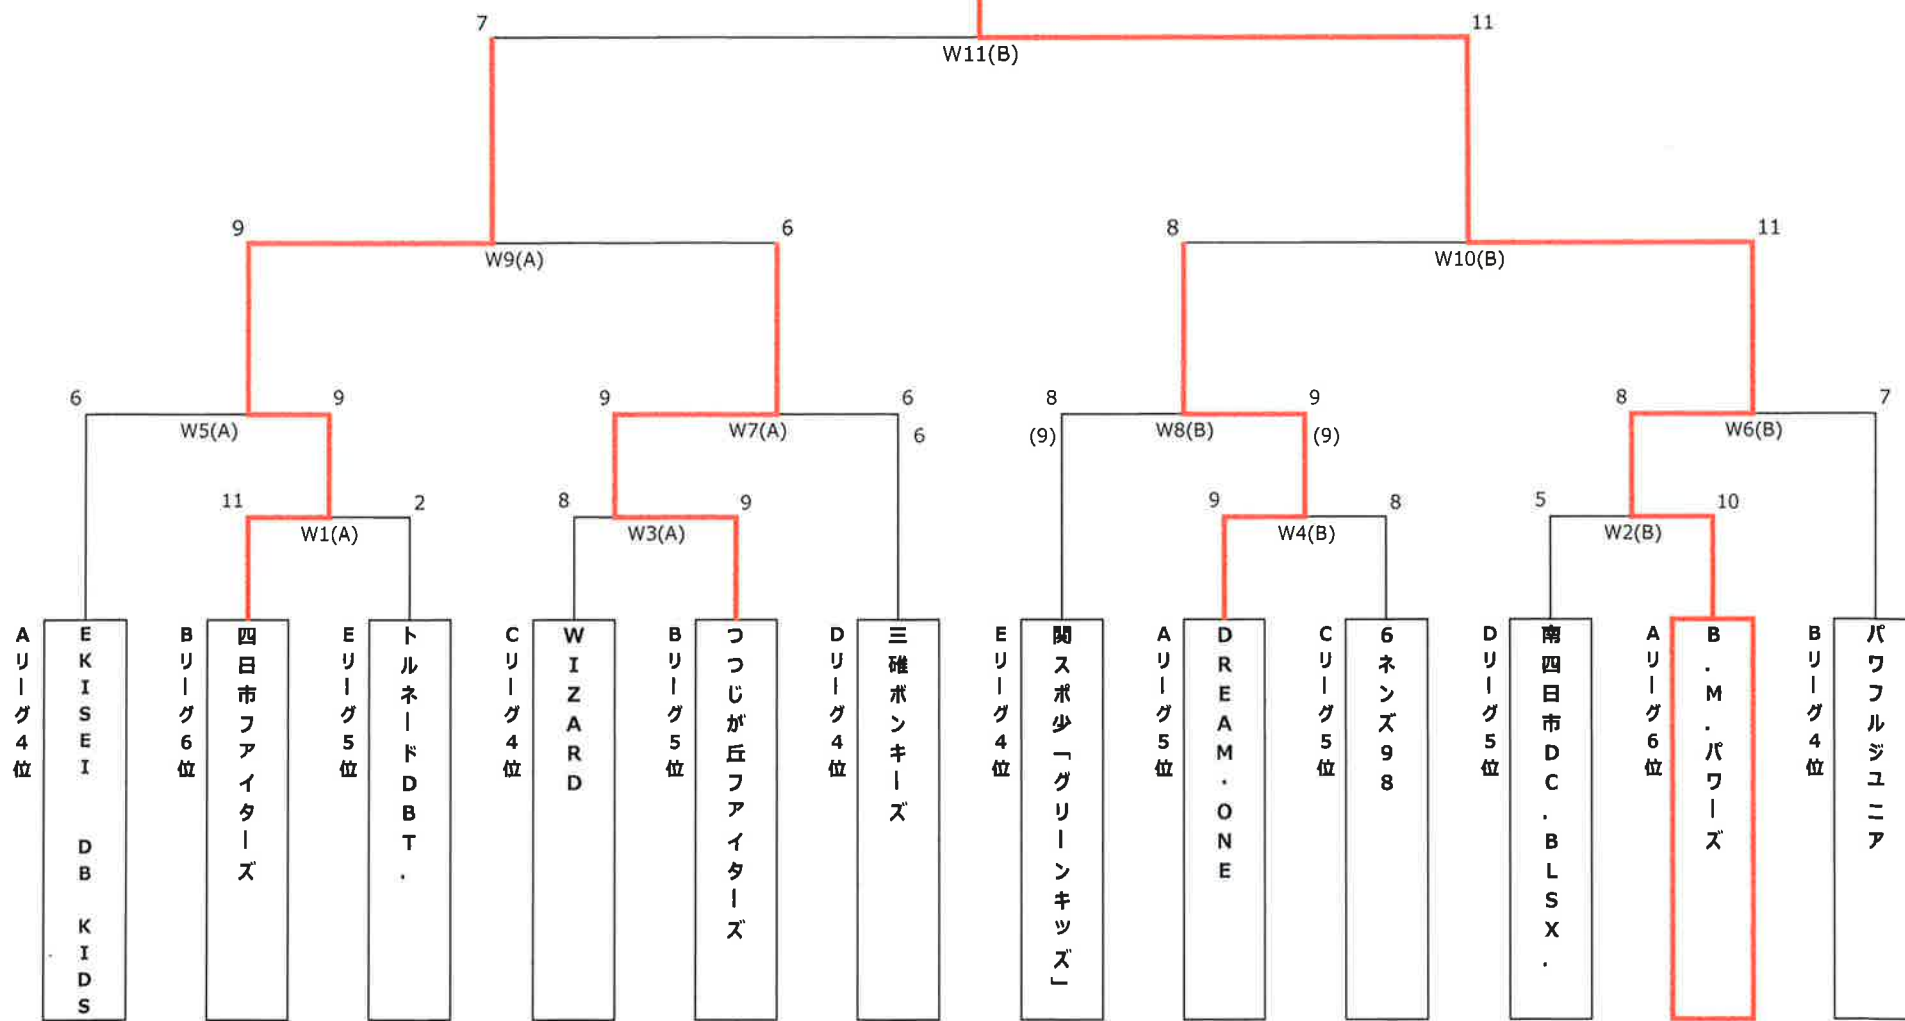 7
11
W11(B)
9
6
8
11
W9(A)
W10(B)
6
9
9
6
8
9
8
7
W5(A)
W7(A)
6
(9)
W8(B)
(9)
W6(B)
11
2
8
9
9
8
5
10
W1(A)
W3(A)
W4(B)
W2(B)
Aリーグ4位
EKISEI DB KIDS
Bリーグ6位
四日市ファイターズ
Eリーグ5位
トルネードDBT.
Cリーグ4位
WIZARD
Bリーグ5位
つつじが丘ファイターズ
Dリーグ4位
三碓ボンキーズ
Eリーグ4位
関スポ少「グリーンキッズ」
Aリーグ5位
DREAM.ONE
Cリーグ5位
6ネンズ98
Dリーグ5位
南四日市DC.BLSX.
Aリーグ6位
B.M.パワーズ
Bリーグ4位
パワフルジュニア